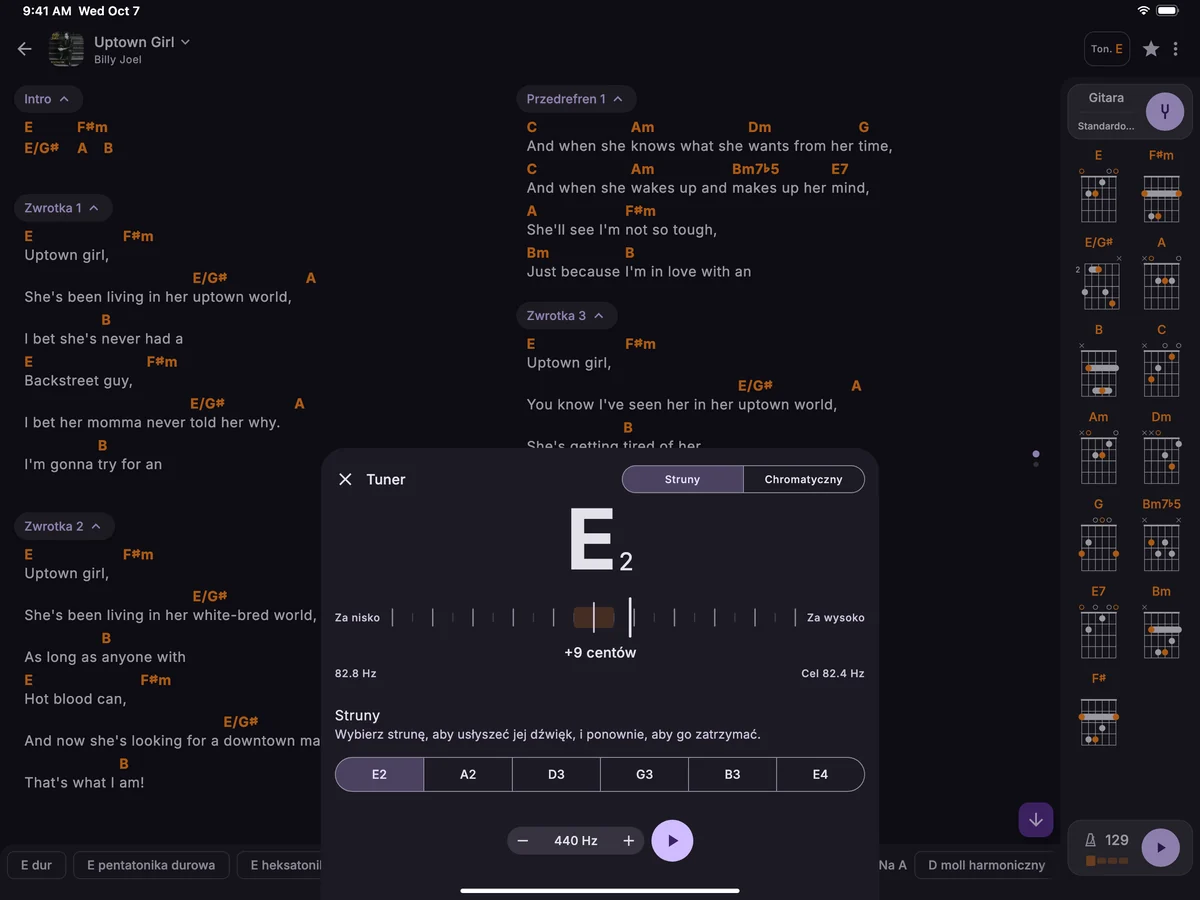 9:41 AM Wed Oct 7
Uptown Girl
Billy Joel
Ton. E
Intro
E F#m
E/G# A B
Zwrotka 1
E F#m
Uptown girl,
E/G# A
She's been living in her uptown world,
B
I bet she's never had a
E F#m
Backstreet guy,
E/G# A
I bet her momma never told her why.
B
I'm gonna try for an
Zwrotka 2
E F#m
Uptown girl,
E/G#
She's been living in her white-bred world,
B
As long as anyone with
E F#m
Hot blood can,
E/G#
And now she's looking for a downtown ma
B
That's what I am!
Przedrefren 1
C Am Dm G
And when she knows what she wants from her time,
C Am Bm7b5 E7
And when she wakes up and makes up her mind,
A F#m
She'll see I'm not so tough,
Bm B
Just because I'm in love with an
Zwrotka 3
E F#m
Uptown girl,
E/G# A
You know I've seen her in her uptown world,
B
She's getting tired of her
Gitara
Standardo...
E F#m
E/G# A
2
B C
Am Dm
G Bm7b5
E7 Bm
F#
129
Tuner
Struny Chromatyczny
E2
Za nisko Za wysoko
+9 centów
82.8 Hz Cel 82.4 Hz
Struny
Wybierz strunę, aby usłyszeć jej dźwięk, i ponownie, aby go zatrzymać.
E2 A2 D3 G3 B3 E4
− 440 Hz +
E dur E pentatonika durowa E heksatonil Na A D moll harmoniczny